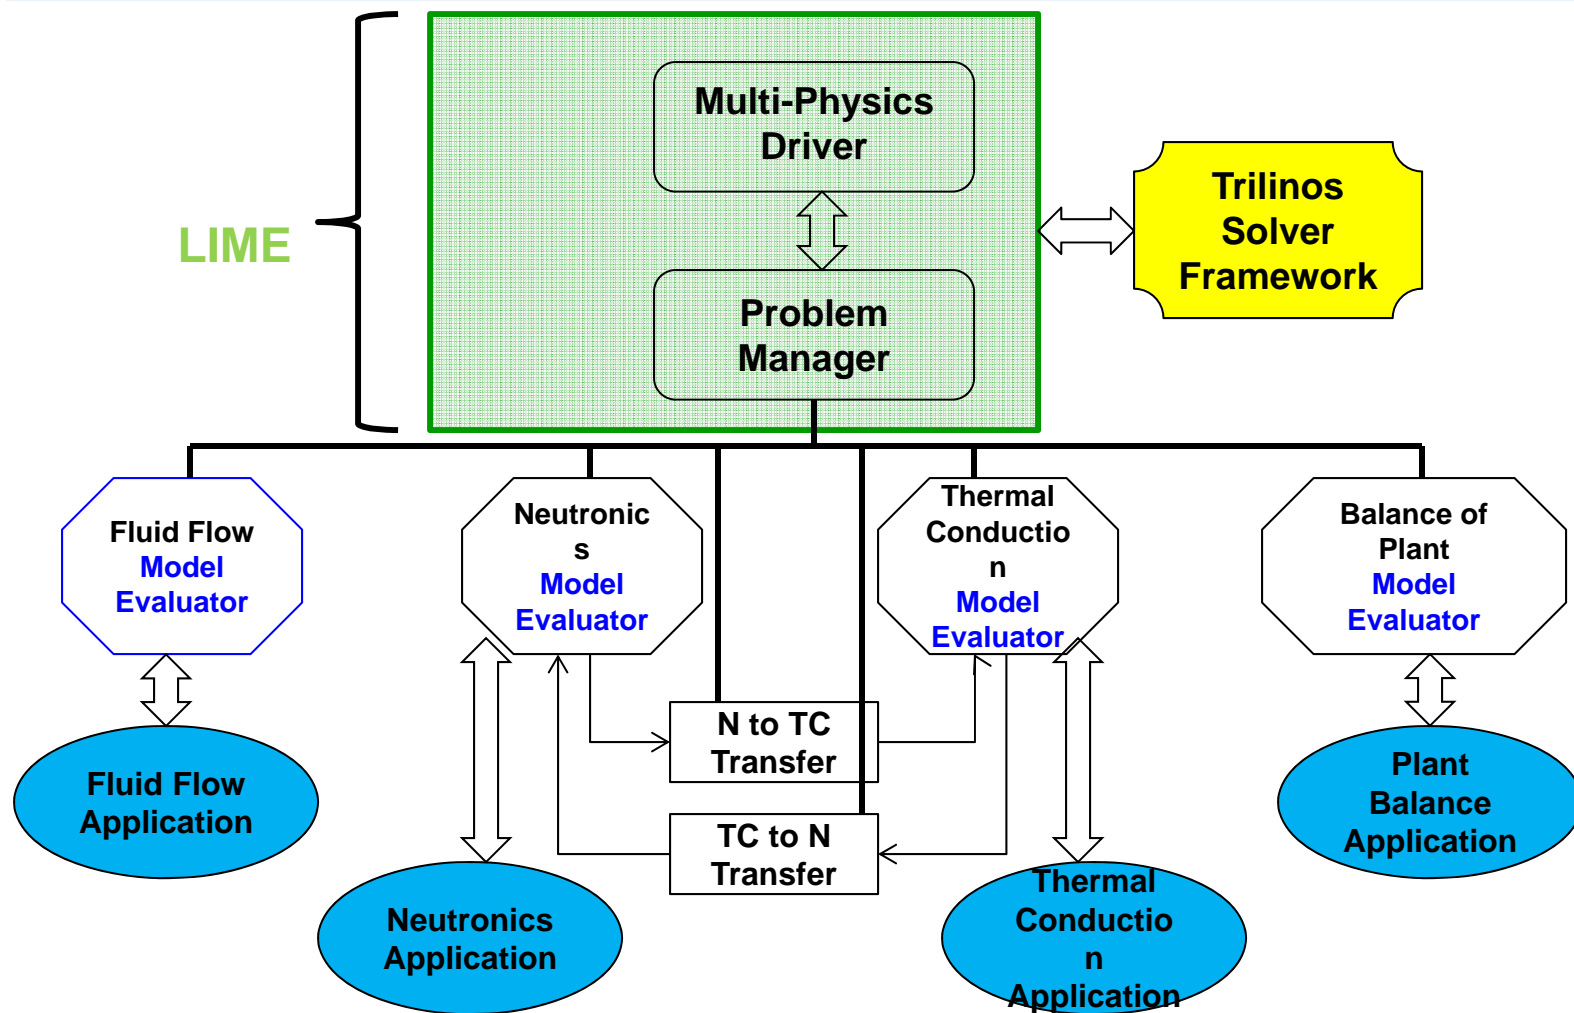 Multi-Physics
Driver
LIME
Trilinos
Solver
Framework
Problem
Manager
Fluid Flow
Model
Evaluator
Neutronic
s
Model
Evaluator
Thermal
Conductio
n
Model
Evaluator
Balance of
Plant
Model
Evaluator
N to TC
Transfer
TC to N
Transfer
Fluid Flow
Application
Neutronics
Application
Thermal
Conductio
n
Application
Plant
Balance
Application